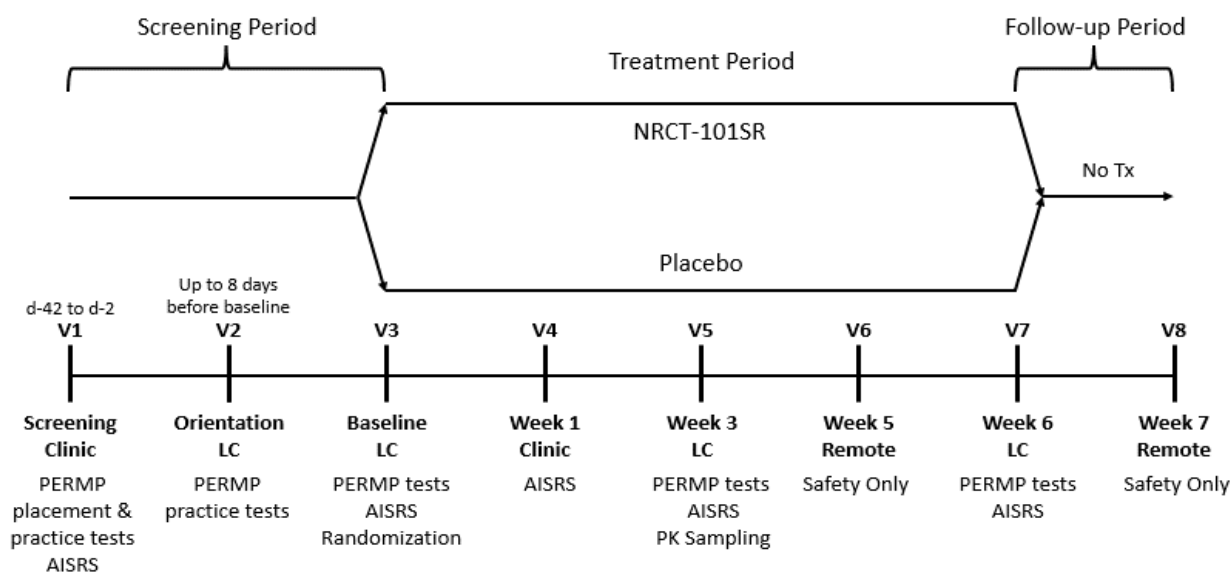 Screening Period
Follow-up Period
Treatment Period
NRCT-101SR
No Tx
Placebo
d-42 to d-2
Up to 8 days
before baseline
V1
V2
V3
V4
V5
V6
V7
V8
Screening
Clinic
PERMP
placement &
practice tests
AISRS
Orientation
LC
PERMP
practice tests
Baseline
LC
PERMP tests
AISRS
Randomization
Week 1
Clinic
AISRS
Week 3
LC
PERMP tests
AISRS
PK Sampling
Week 5
Remote
Safety Only
Week 6
LC
PERMP tests
AISRS
Week 7
Remote
Safety Only